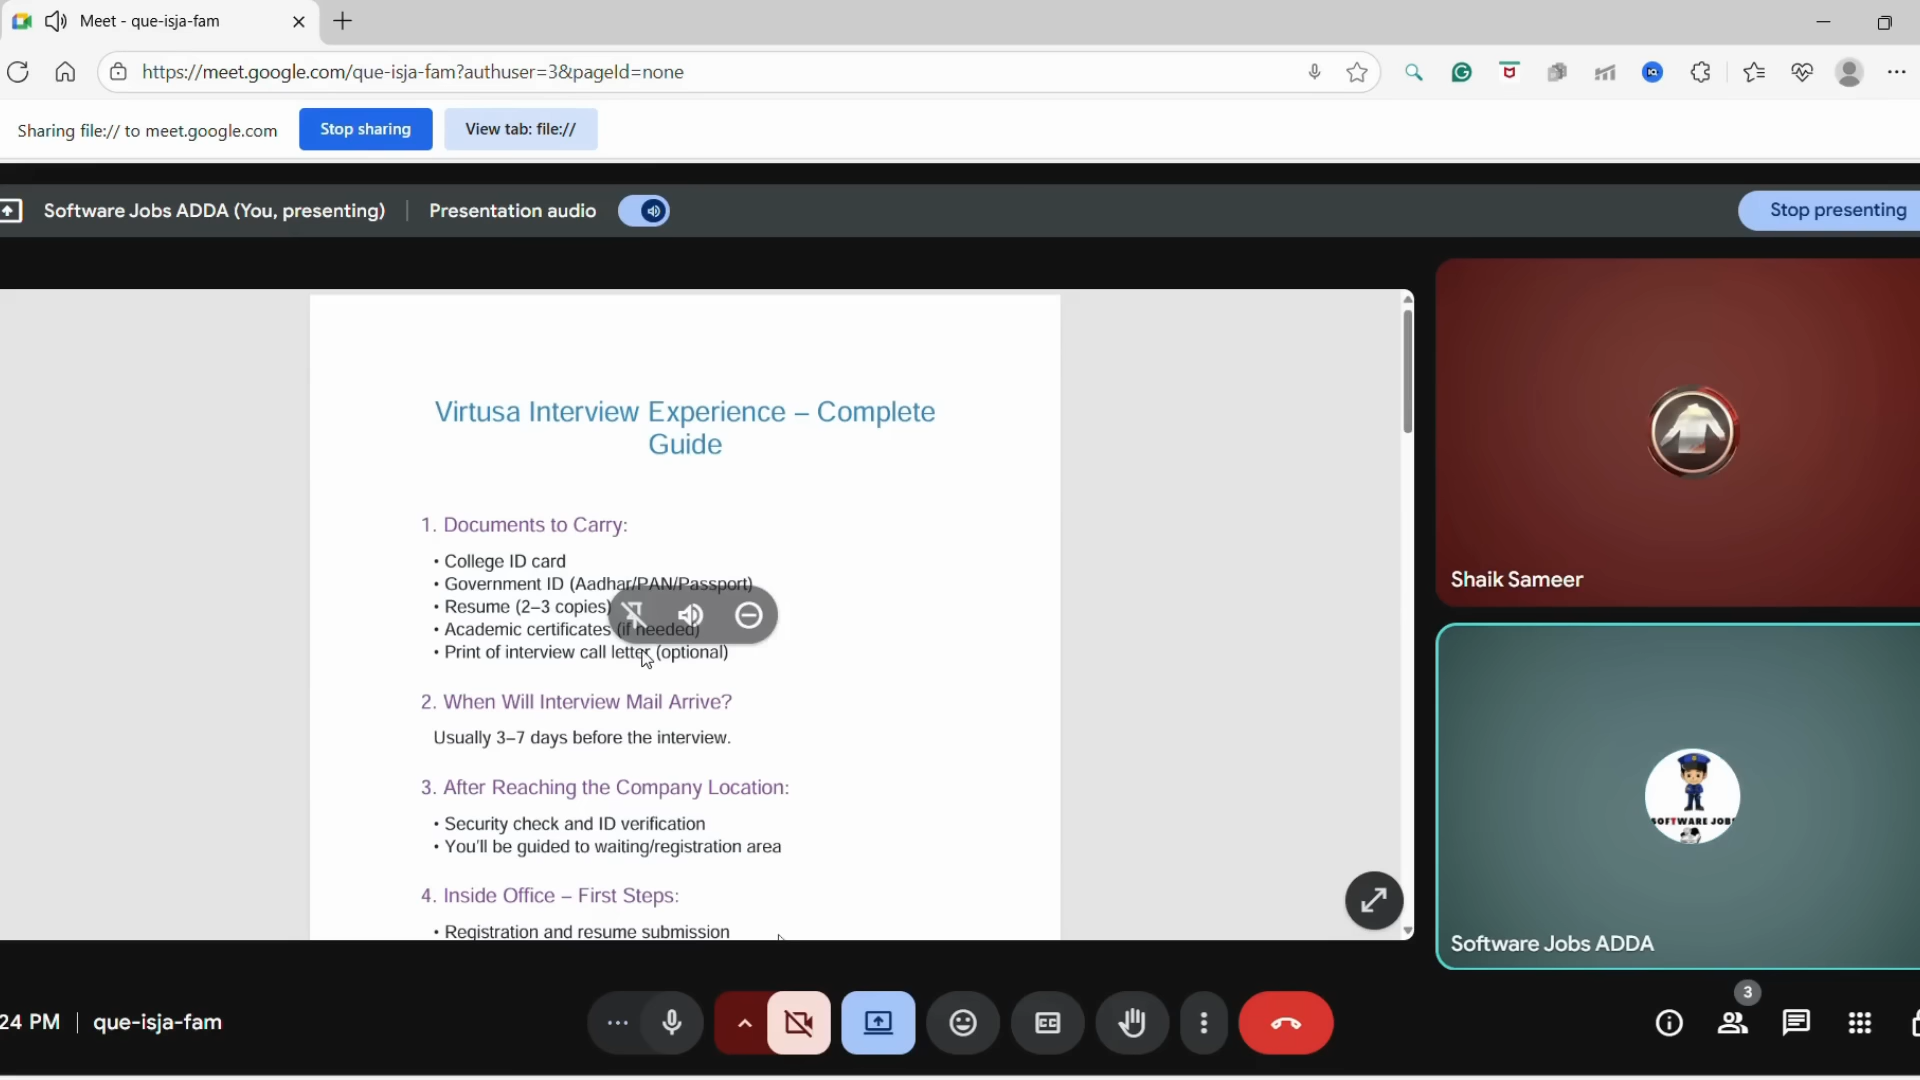 Meet - que-isja-fam
https://meet.google.com/que-isja-fam?authuser=3&pageId=none
Sharing file:// to meet.google.com
Stop sharing
View tab: file://
Software Jobs ADDA (You, presenting)
Presentation audio
Stop presenting
Virtusa Interview Experience – Complete
Guide
1. Documents to Carry:
• College ID card
• Government ID (Aadhar/PAN/Passport)
• Resume (2–3 copies)
• Academic certificates (if needed)
• Print of interview call letter (optional)
2. When Will Interview Mail Arrive?
Usually 3–7 days before the interview.
3. After Reaching the Company Location:
• Security check and ID verification
• You'll be guided to waiting/registration area
4. Inside Office – First Steps:
• Registration and resume submission
Shaik Sameer
SOFTWARE JOBS
Software Jobs ADDA
24 PM
que-isja-fam
3